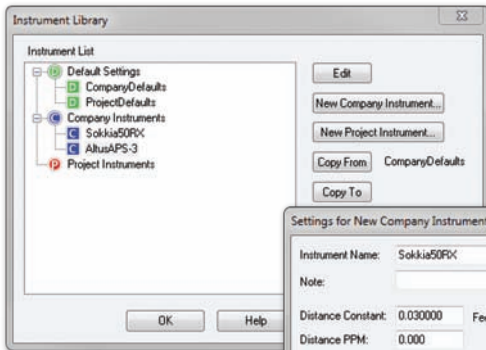 Instrument Library
Instrument List
D Default Settings
D CompanyDefaults
D ProjectDefaults
C Company Instruments
C Sokkia50RX
C AltusAPS-3
P Project Instruments
Edit
New Company Instrument...
New Project Instrument...
Copy From CompanyDefaults
Copy To
OK Help
Settings for New Company Instrument
Instrument Name: Sokkia50RX
Note:
Distance Constant: 0.030000
Distance PPM: 0.000